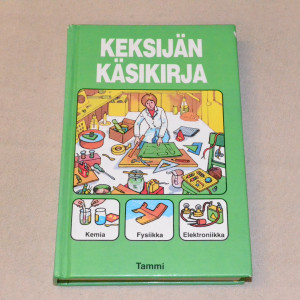 KEKSIJÄN
KÄSIKIRJA
Kemia
Fysiikka
Elektroniikka
Tammi